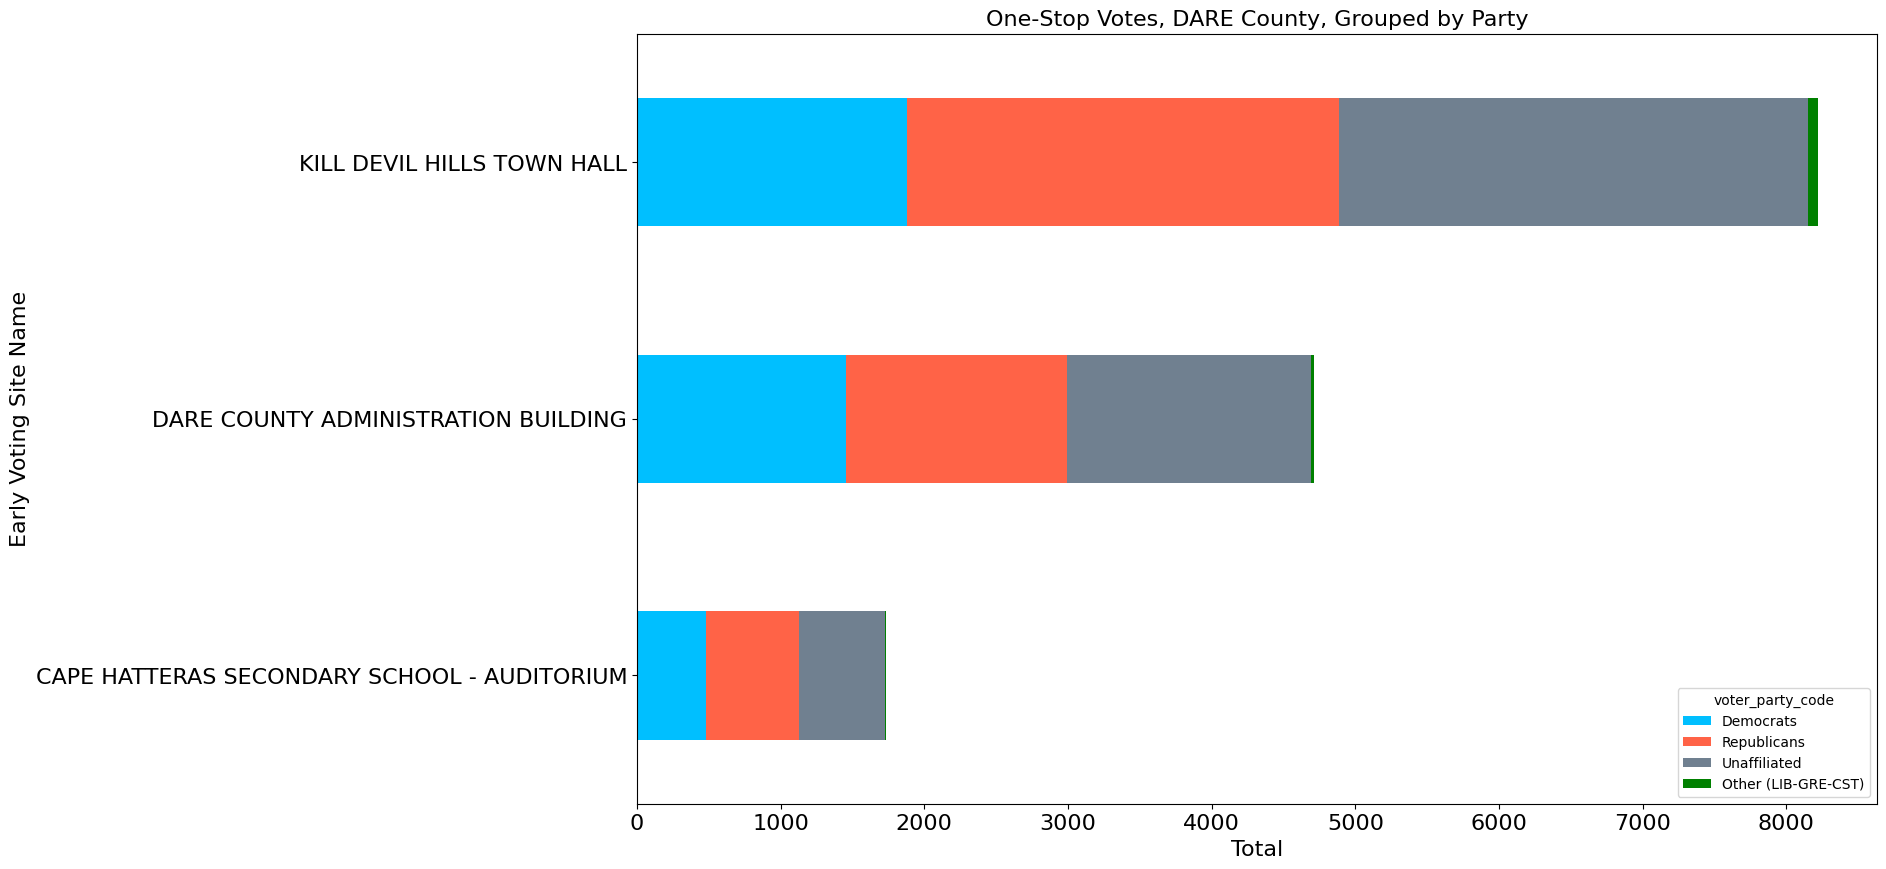 One-Stop Votes, DARE County, Grouped by Party
Early Voting Site Name
KILL DEVIL HILLS TOWN HALL
DARE COUNTY ADMINISTRATION BUILDING
CAPE HATTERAS SECONDARY SCHOOL - AUDITORIUM
voter_party_code
Democrats
Republicans
Unaffiliated
Other (LIB-GRE-CST)
0 1000 2000 3000 4000 5000 6000 7000 8000
Total